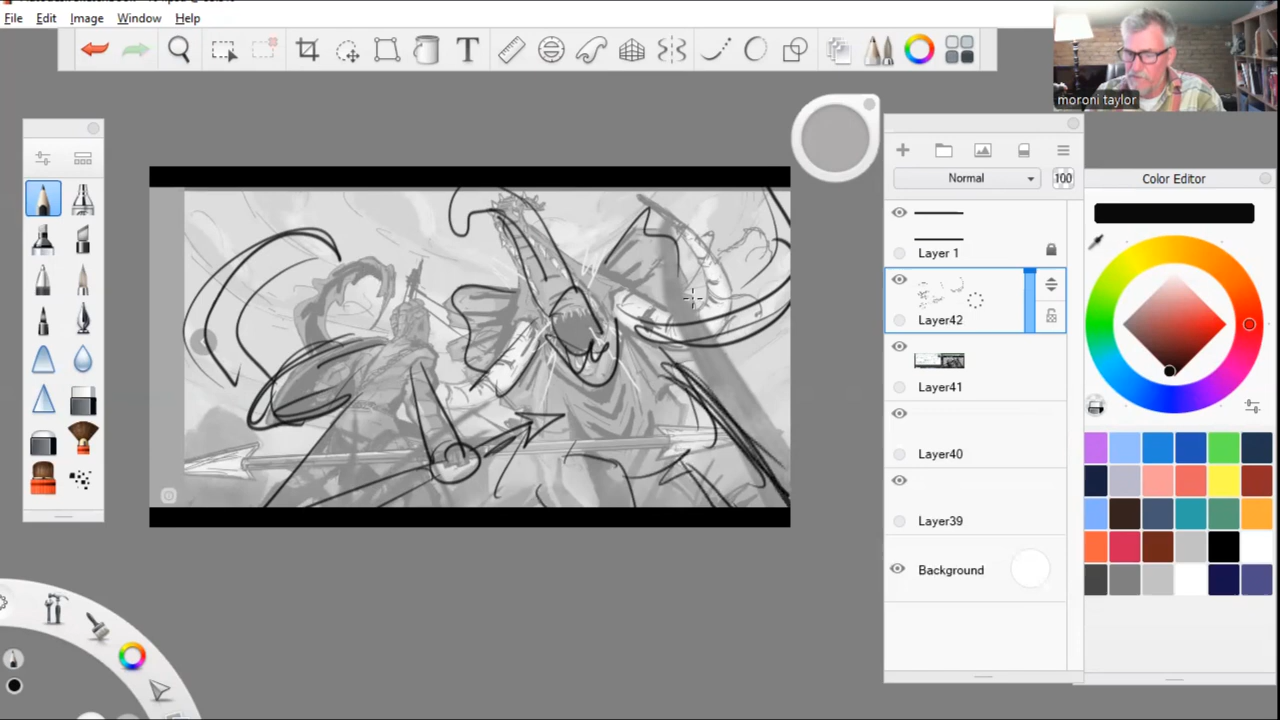 File Edit Image Window Help
moroni taylor
Normal
100
Color Editor
Layer 1
Layer42
Layer41
Layer40
Layer39
Background